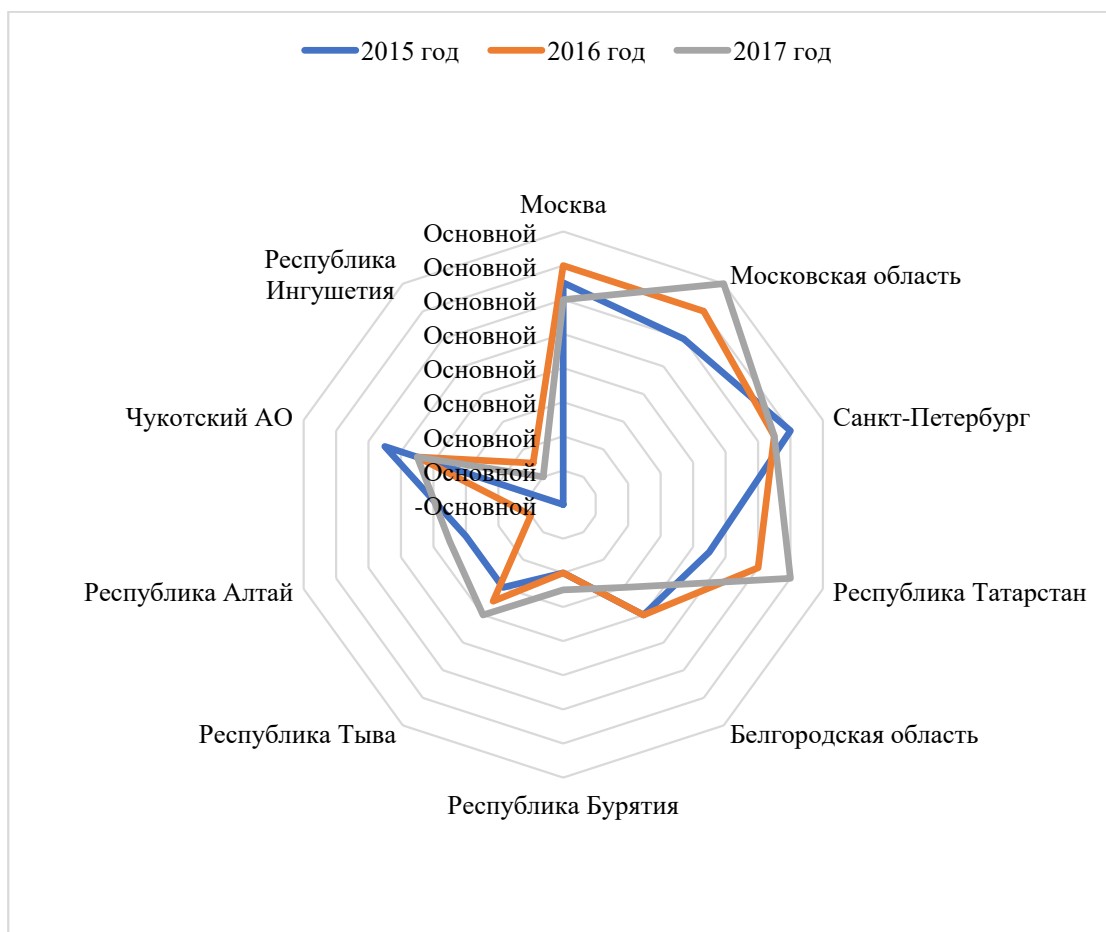 2015 год 2016 год 2017 год
Москва
Основной
Республика
Ингушетия
Основной
Московская область
Основной
Основной
Основной
Основной
Чукотский АО
Санкт-Петербург
Основной
Основной
-Основной
Республика Алтай
Республика Татарстан
Республика Тыва
Белгородская область
Республика Бурятия